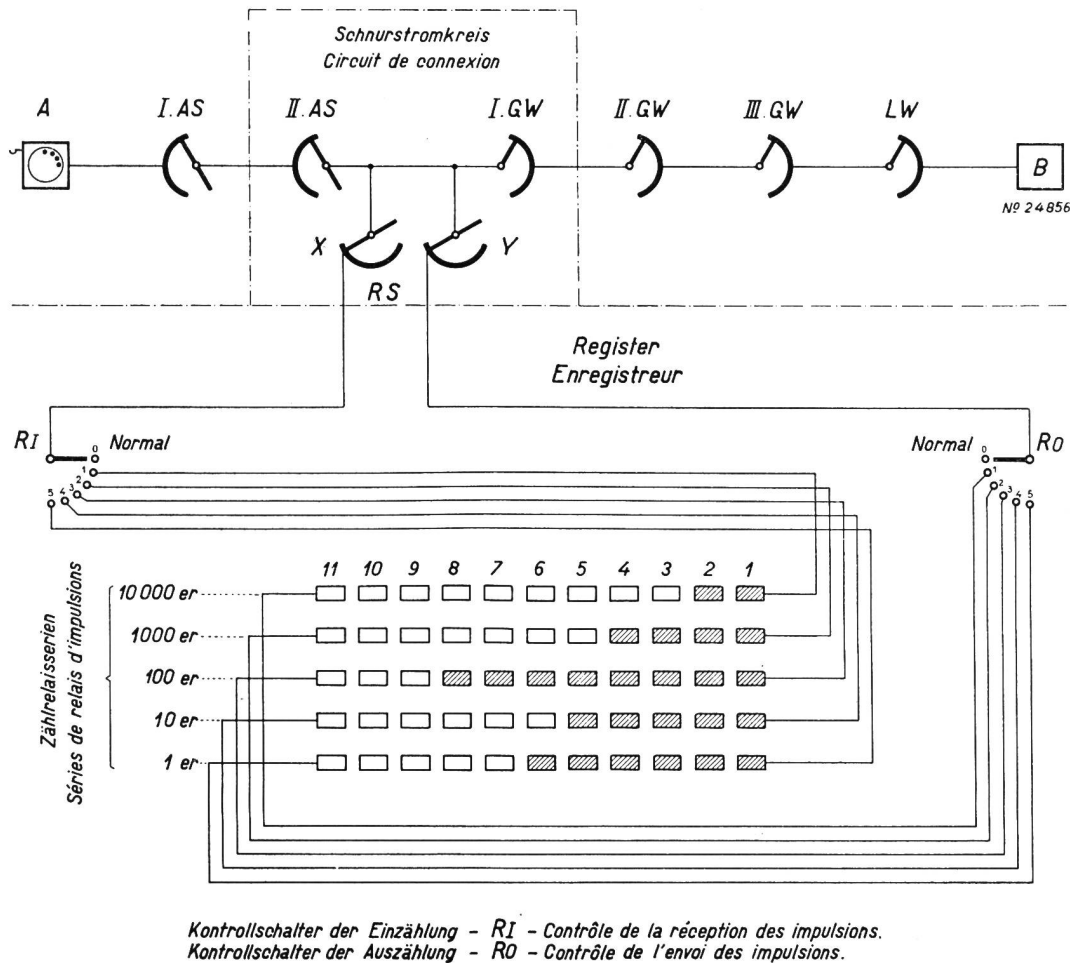 Schnurstromkreis
Circuit de connexion
A I.AS II.AS I.GW II.GW III.GW LW
B
Nº 24856
X Y
RS
Register
Enregistreur
RI 0 Normal
1
2
3
4
5
Normal 0 RO
1
2
3
4
5
Zählrelaisserien
Séries de relais d'impulsions
11 10 9 8 7 6 5 4 3 2 1
10 000 er
1000 er
100 er
10 er
1 er
Kontrollschalter der Einzählung - RI - Contrôle de la réception des impulsions.
Kontrollschalter der Auszählung - RO - Contrôle de l'envoi des impulsions.